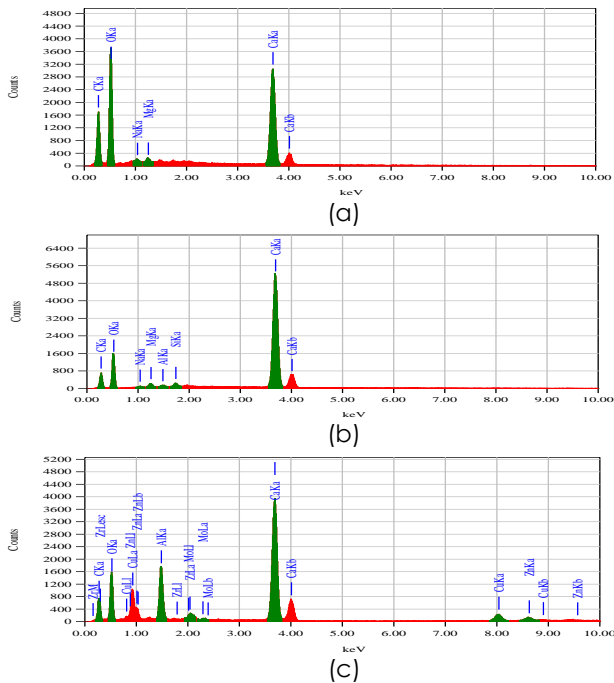 4800
4400
4000
3600
3200
2800
2400
2000
1600
1200
800
400
0
Counts
CKa
OKa
NaKa
MgKa
CaKa
CaKb
0.00 1.00 2.00 3.00 4.00 5.00 6.00 7.00 8.00 9.00 10.00
keV
(a)
6400
5600
4800
4000
3200
2400
1600
800
0
Counts
CKa
OKa
NaKa
MgKa
AlKa
SiKa
CaKa
CaKb
0.00 1.00 2.00 3.00 4.00 5.00 6.00 7.00 8.00 9.00 10.00
keV
(b)
5200
4800
4400
4000
3600
3200
2800
2400
2000
1600
1200
800
400
0
Counts
ZrM
CKa
ZrLesc
OKa
CuLl
CuLa
ZnLl
ZnLa
ZnLb
AlKa
ZrLl
ZrLa
MoLl
MoLa
MoLb
CaKa
CaKb
CuKa
ZnKa
CuKb
ZnKb
0.00 1.00 2.00 3.00 4.00 5.00 6.00 7.00 8.00 9.00 10.00
keV
(c)